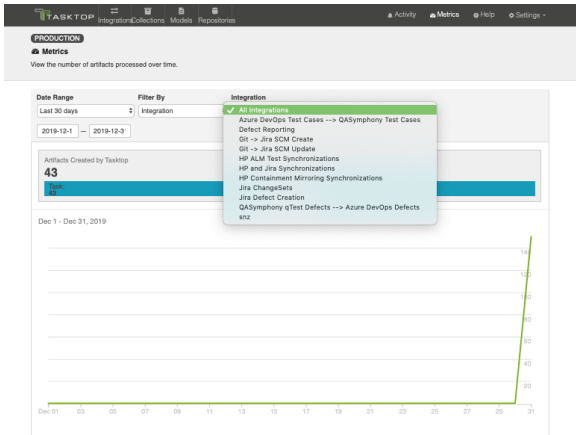 TASKTOP
Integrations Collections Models Repositories
Activity Metrics Help Settings
PRODUCTION
Metrics
View the number of artifacts processed over time.
Date Range Filter By Integration
Last 30 days Integration
2019-12-1 — 2019-12-3
All Integrations
Azure DevOps Test Cases --> QASymphony Test Cases
Defect Reporting
Git -> Jira SCM Create
Git -> Jira SCM Update
HP ALM Test Synchronizations
HP and Jira Synchronizations
HP Containment Mirroring Synchronizations
Jira ChangeSets
Jira Defect Creation
QASymphony qTest Defects --> Azure DevOps Defects
snz
Artifacts Created by Tasktop
43
Task:
43
Dec 1 - Dec 31, 2019
140
120
100
80
60
40
20
Dec 01 03 05 07 09 11 13 15 17 19 21 23 25 27 29 31